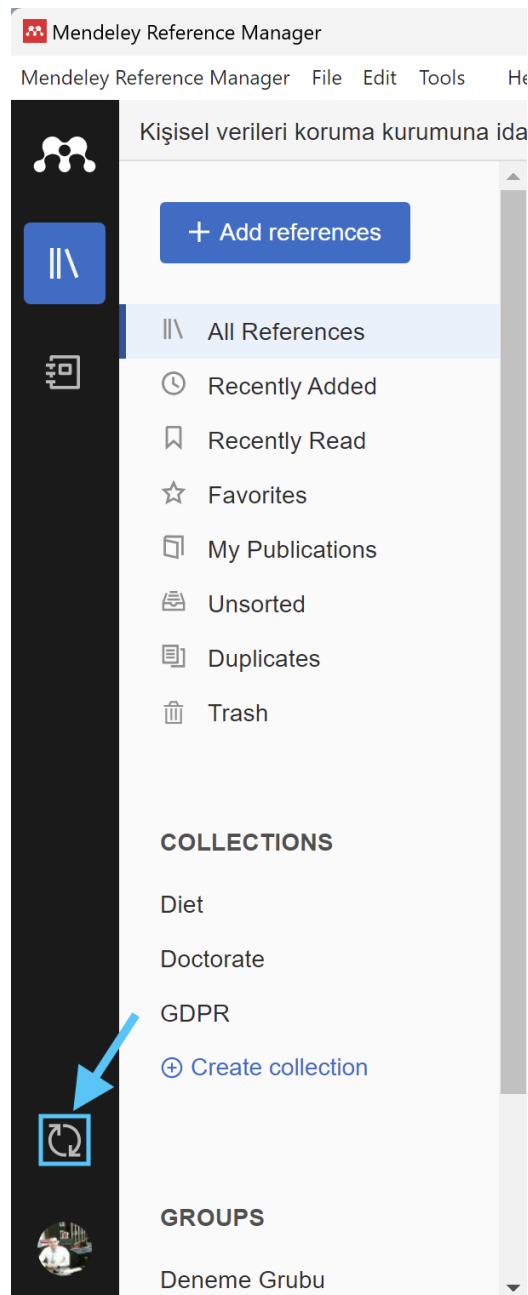 Mendeley Reference Manager
Mendeley Reference Manager File Edit Tools He
Kişisel verileri koruma kurumuna ida
+ Add references
All References
Recently Added
Recently Read
Favorites
My Publications
Unsorted
Duplicates
Trash
COLLECTIONS
Diet
Doctorate
GDPR
Create collection
GROUPS
Deneme Grubu